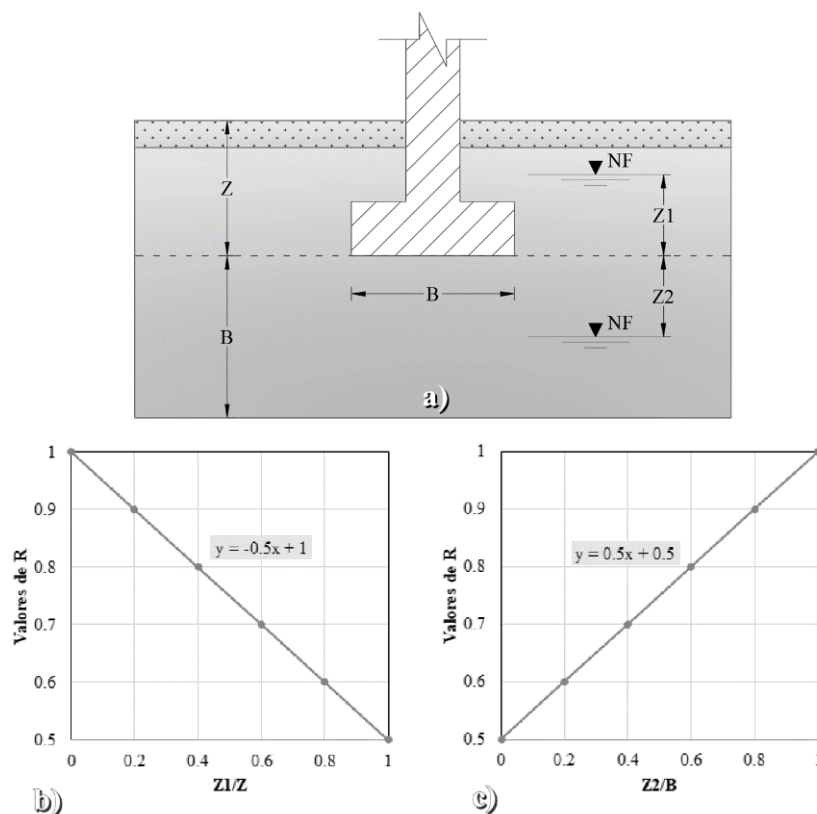 Z
NF
Z1
B
Z2
B
NF
a)
1
0.9
0.8
0.7
0.6
0.5
Valores de R
y = -0.5x + 1
0 0.2 0.4 0.6 0.8 1
Z1/Z
b)
1
0.9
0.8
0.7
0.6
0.5
Valores de R
y = 0.5x + 0.5
0 0.2 0.4 0.6 0.8
Z2/B
c)